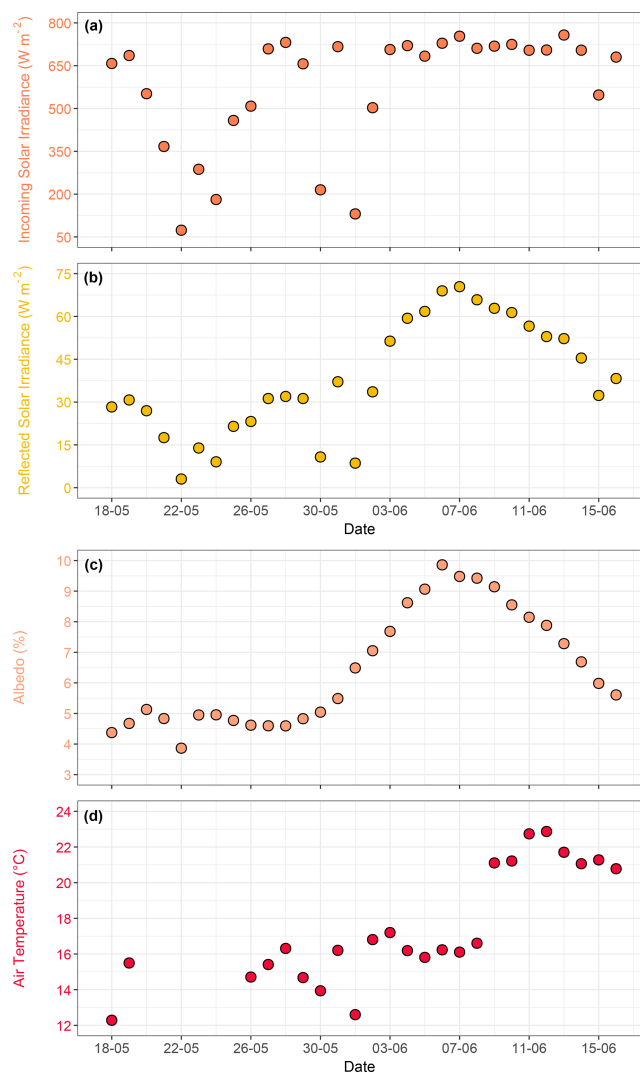 (a)
Incoming Solar Irradiance (W m⁻²)
800
650
500
350
200
50
(b)
Reflected Solar Irradiance (W m⁻²)
75
60
45
30
15
0
18-05 22-05 26-05 30-05 03-06 07-06 11-06 15-06
Date
(c)
Albedo (%)
10
9
8
7
6
5
4
3
(d)
Air Temperature (°C)
24
22
20
18
16
14
12
18-05 22-05 26-05 30-05 03-06 07-06 11-06 15-06
Date